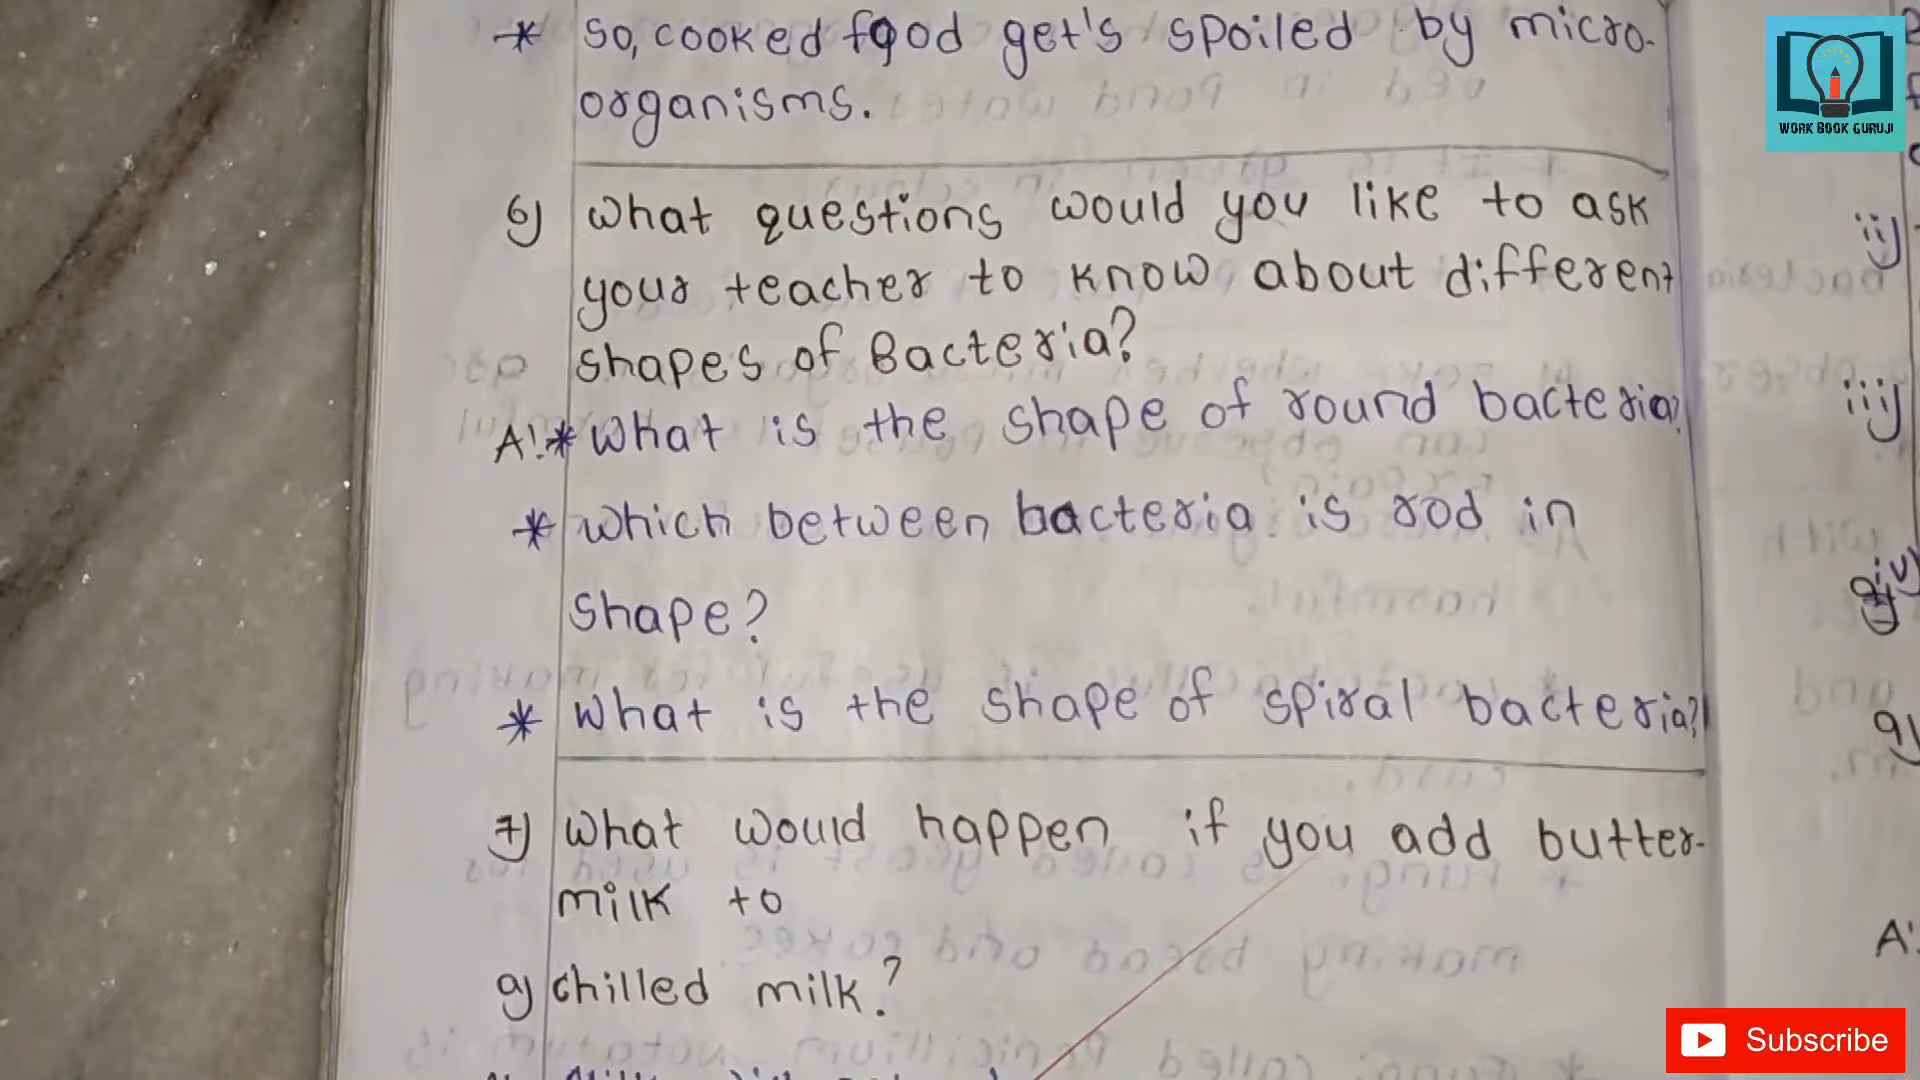 * So, cooked food get's spoiled by micro-
organisms.
6) What questions would you like to ask
your teacher to know about different
shapes of Bacteria?
A:* What is the shape of round bacteria?
* which between bacteria is rod in
shape?
* What is the shape of spiral bacteria?
7) What would happen if you add butter-
milk to
a) chilled milk?
WORK BOOK GURUJI
ii)
iii)
iv)
A:
Subscribe